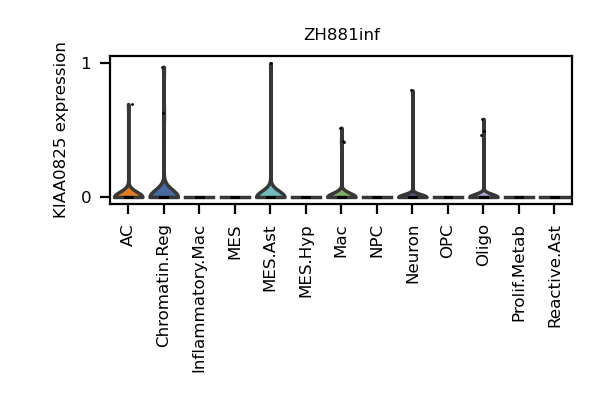 ZH881inf
KIAA0825 expression
1
0
AC
Chromatin.Reg
Inflammatory.Mac
MES
MES.Ast
MES.Hyp
Mac
NPC
Neuron
OPC
Oligo
Prolif.Metab
Reactive.Ast